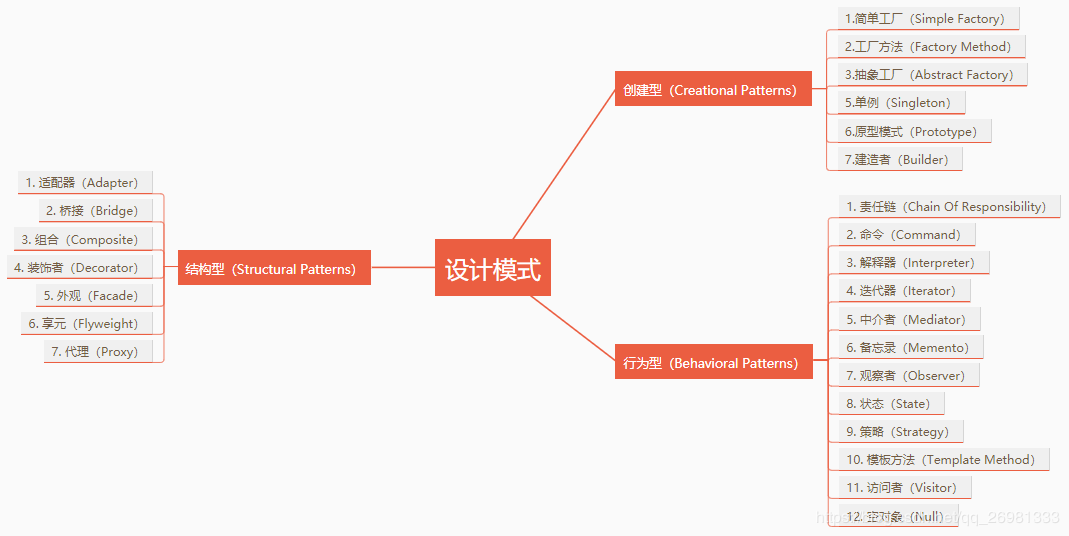 设计模式
创建型（Creational Patterns）
1.简单工厂（Simple Factory）
2.工厂方法（Factory Method）
3.抽象工厂（Abstract Factory）
5.单例（Singleton）
6.原型模式（Prototype）
7.建造者（Builder）
行为型（Behavioral Patterns）
1. 责任链（Chain Of Responsibility）
2. 命令（Command）
3. 解释器（Interpreter）
4. 迭代器（Iterator）
5. 中介者（Mediator）
6. 备忘录（Memento）
7. 观察者（Observer）
8. 状态（State）
9. 策略（Strategy）
10. 模板方法（Template Method）
11. 访问者（Visitor）
12. 空对象（Null）
结构型（Structural Patterns）
1. 适配器（Adapter）
2. 桥接（Bridge）
3. 组合（Composite）
4. 装饰者（Decorator）
5. 外观（Facade）
6. 享元（Flyweight）
7. 代理（Proxy）